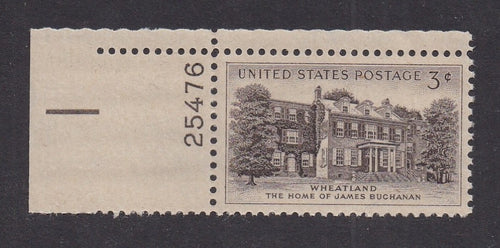 25476
UNITED STATES POSTAGE 3¢
WHEATLAND
THE HOME OF JAMES BUCHANAN